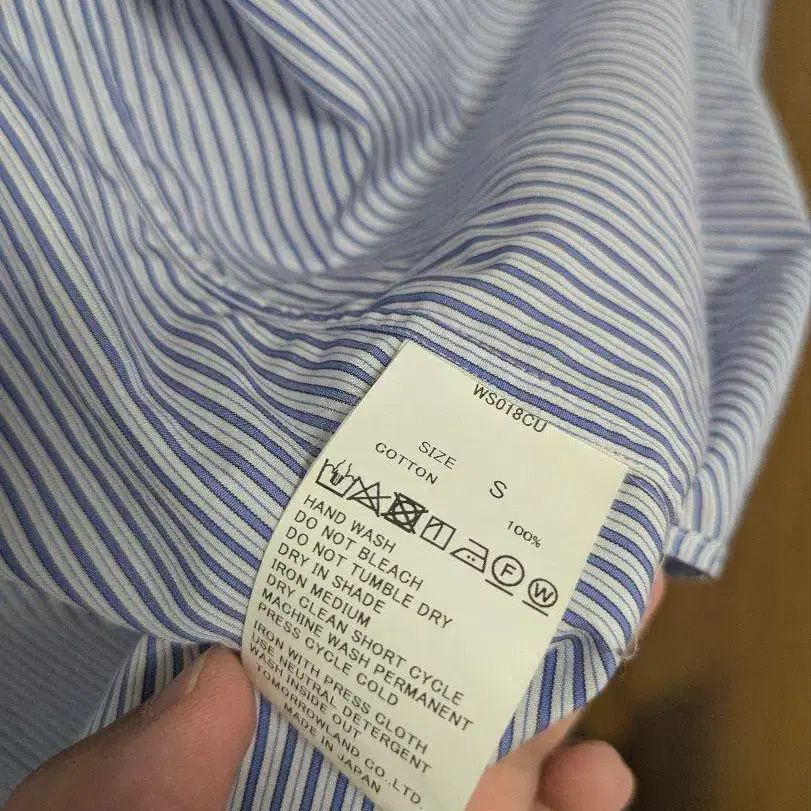 WS018CU
SIZE S
COTTON 100%
F W
HAND WASH
DO NOT BLEACH
DO NOT TUMBLE DRY
DRY IN SHADE
IRON MEDIUM
DRY CLEAN SHORT CYCLE
MACHINE WASH PERMANENT
PRESS CYCLE COLD
IRON WITH PRESS CLOTH
USE NEUTRAL DETERGENT
WASH INSIDE OUT
TOMORROWLAND CO.,LTD.
MADE IN JAPAN